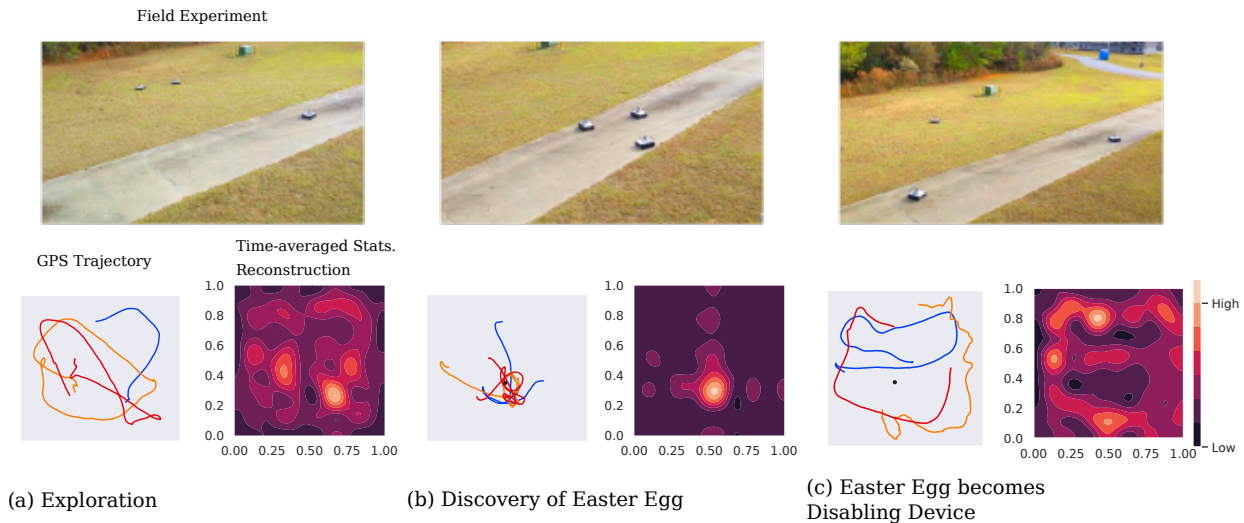 Field Experiment
GPS Trajectory
Time-averaged Stats.
Reconstruction
1.0
0.8
0.6
0.4
0.2
0.0
0.00 0.25 0.50 0.75 1.00
1.0
0.8
0.6
0.4
0.2
0.0
0.00 0.25 0.50 0.75 1.00
1.0
0.8
0.6
0.4
0.2
0.0
0.00 0.25 0.50 0.75 1.00
High
Low
(a) Exploration
(b) Discovery of Easter Egg
(c) Easter Egg becomes
Disabling Device